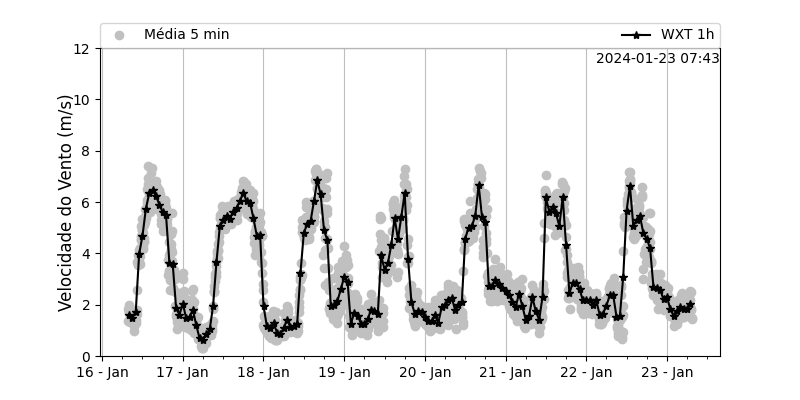 Média 5 min
WXT 1h
2024-01-23 07:43
Velocidade do Vento (m/s)
12
10
8
6
4
2
0
16 - Jan 17 - Jan 18 - Jan 19 - Jan 20 - Jan 21 - Jan 22 - Jan 23 - Jan